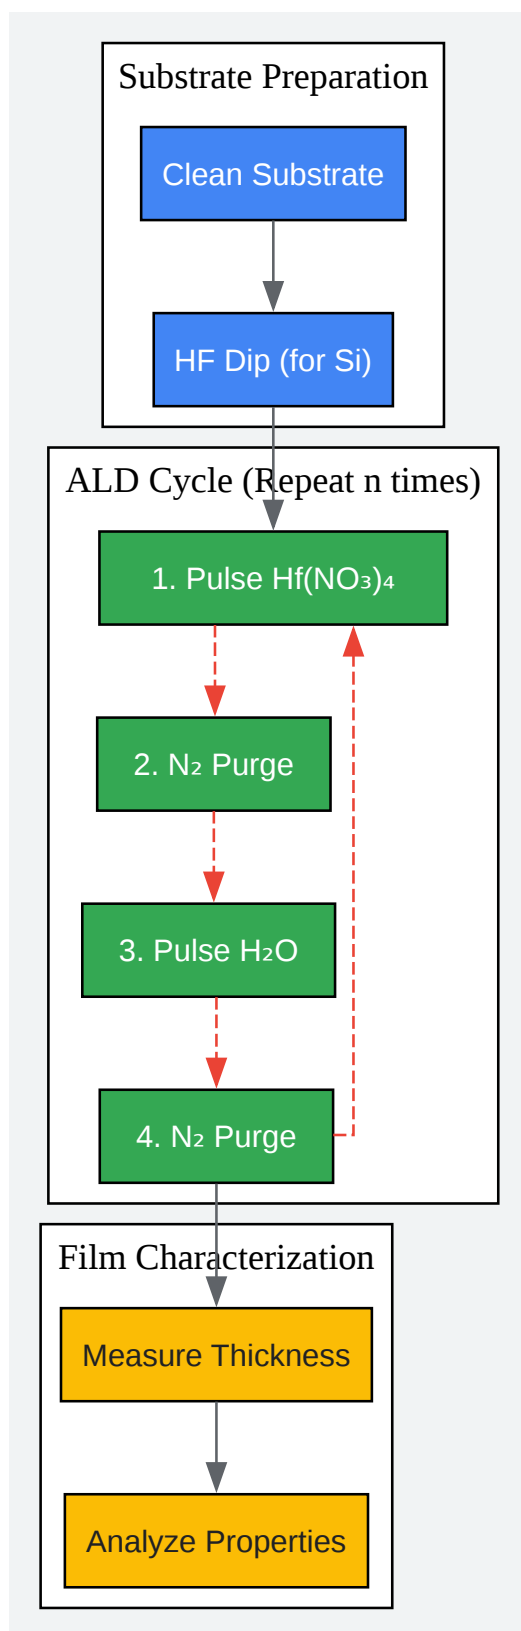 Substrate Preparation
Clean Substrate
HF Dip (for Si)
ALD Cycle (Repeat n times)
1. Pulse Hf(NO₃)₄
2. N₂ Purge
3. Pulse H₂O
4. N₂ Purge
Film Characterization
Measure Thickness
Analyze Properties